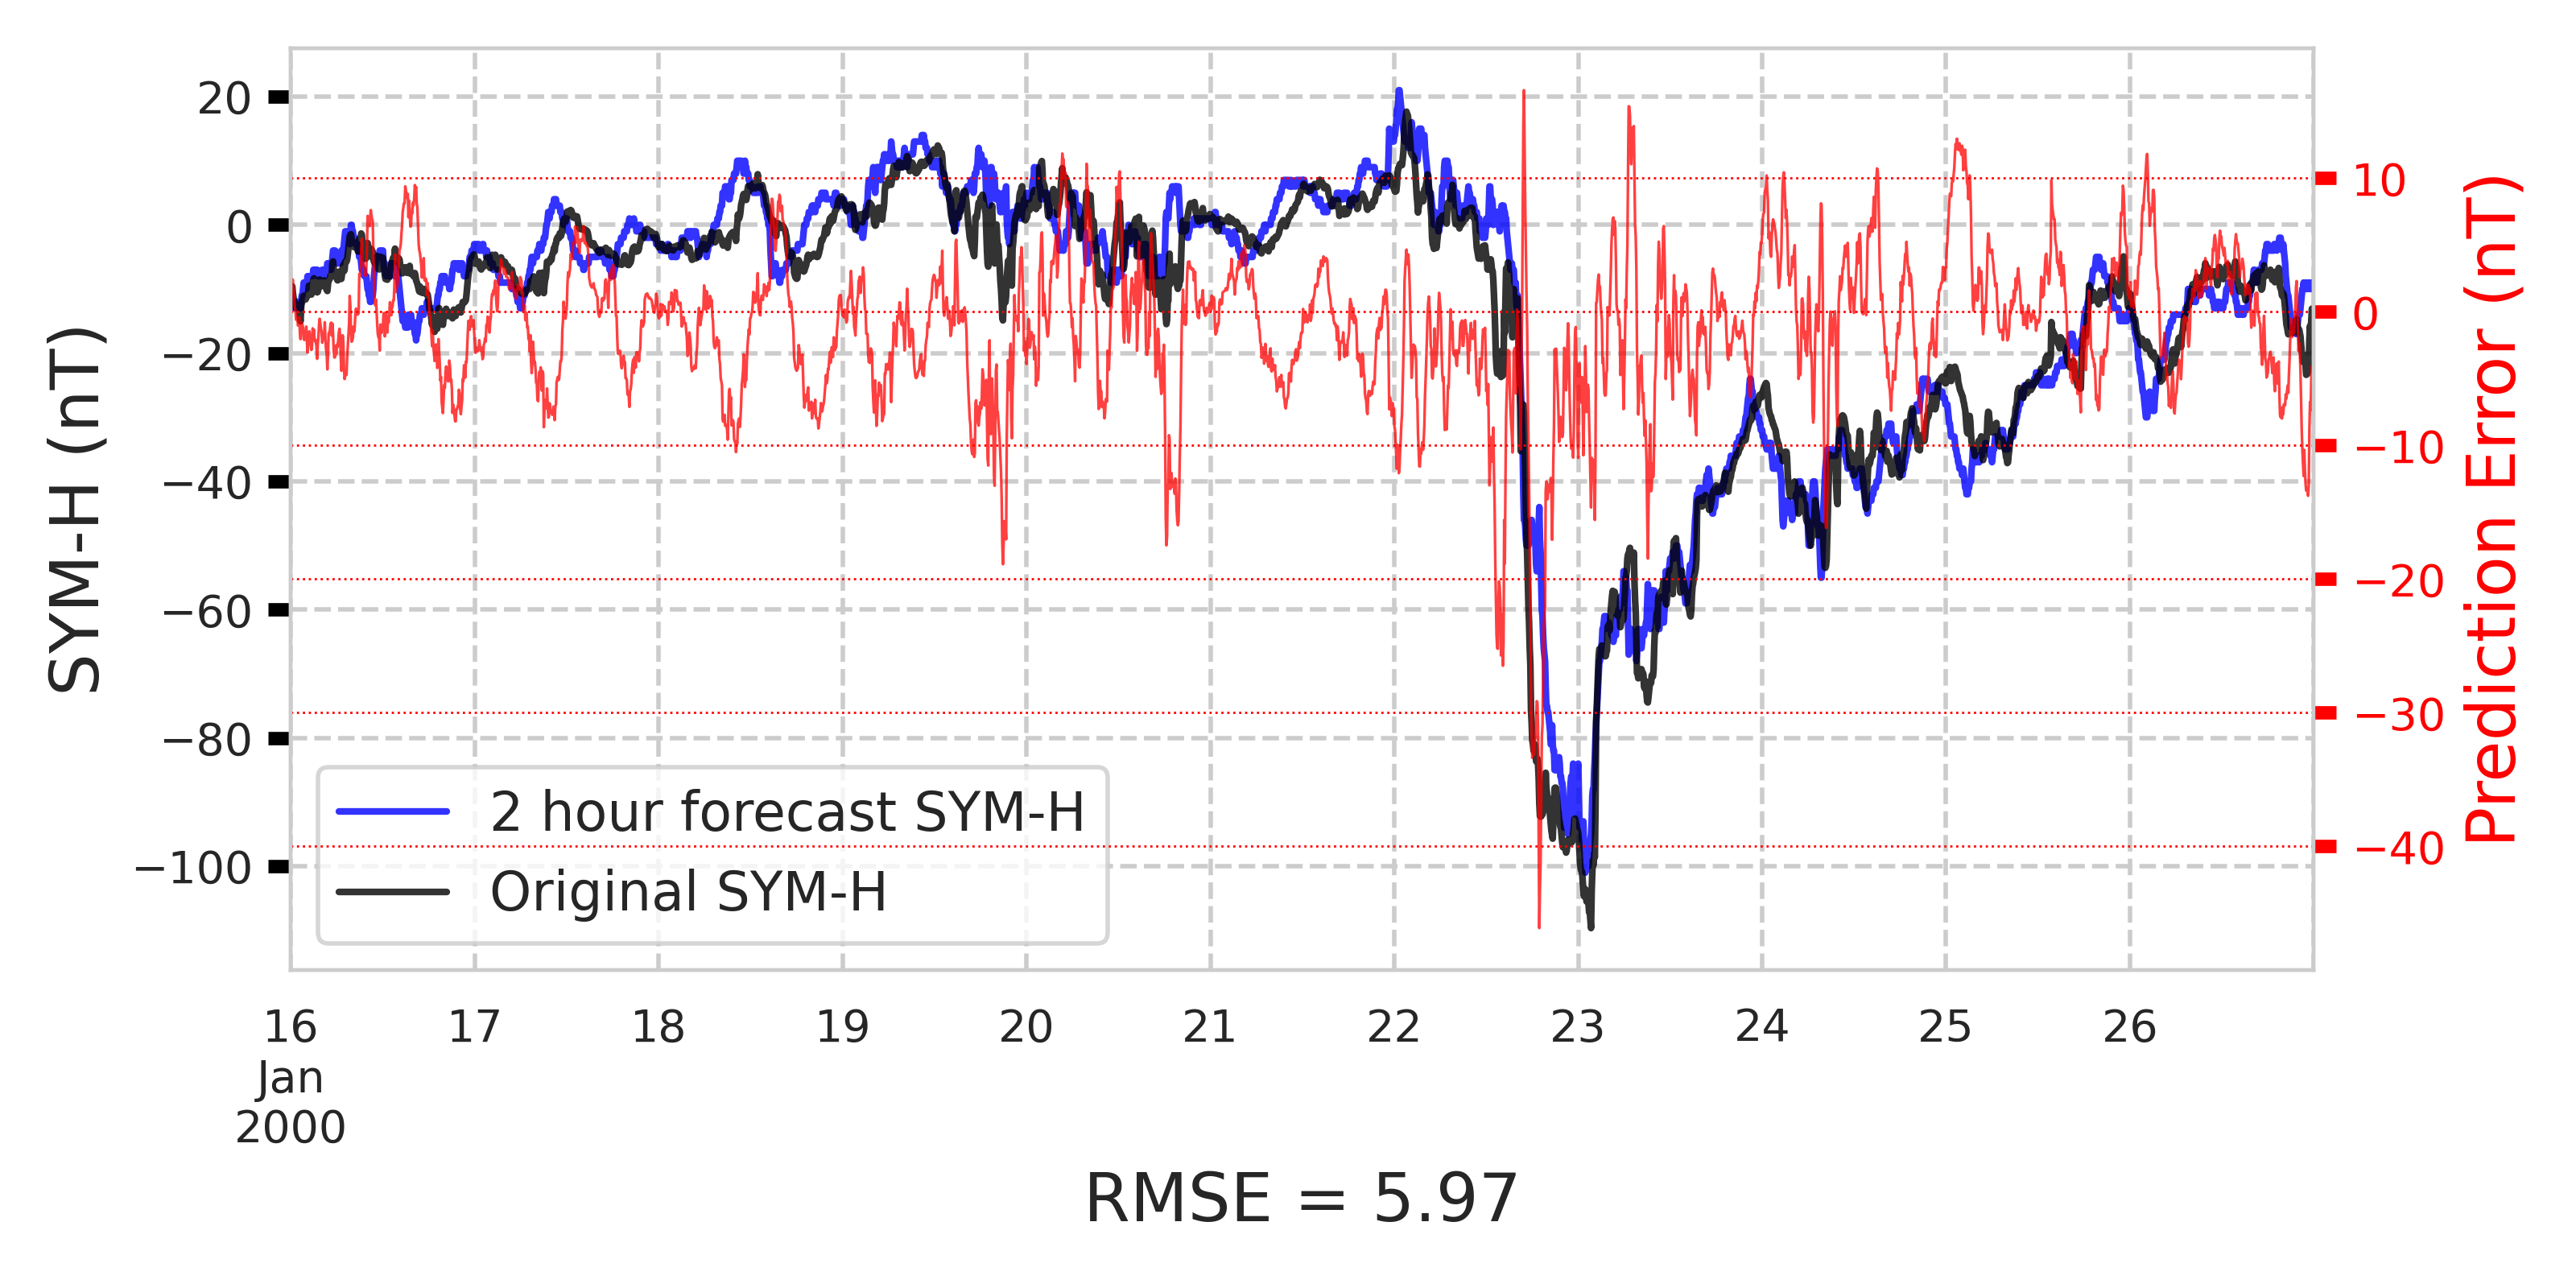 20
0
−20
−40
−60
−80
−100
SYM-H (nT)
10
0
−10
−20
−30
−40
Prediction Error (nT)
2 hour forecast SYM-H
Original SYM-H
16 17 18 19 20 21 22 23 24 25 26
Jan
2000
RMSE = 5.97